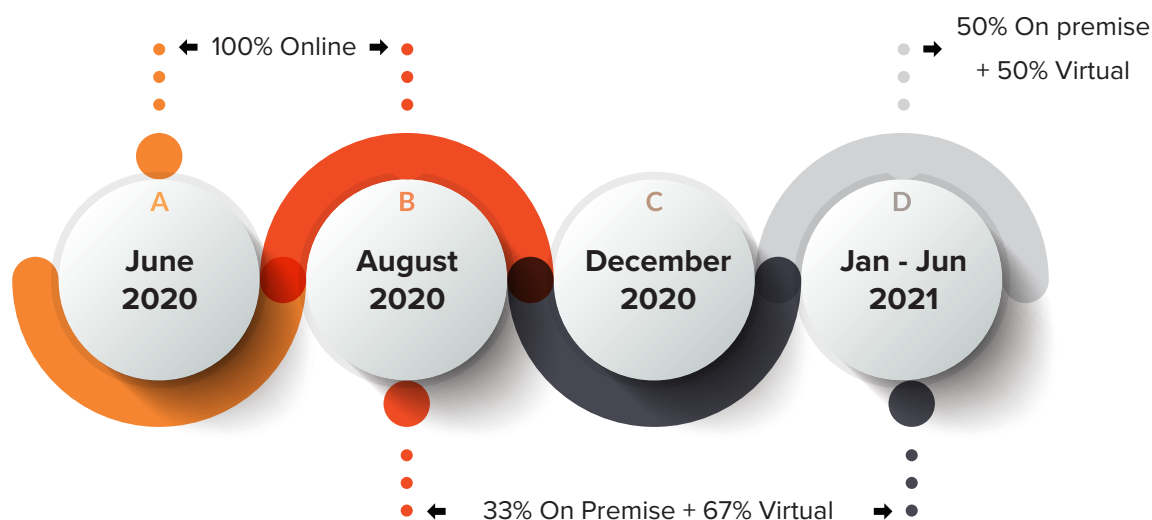 100% Online
50% On premise
+ 50% Virtual
A
June
2020
B
August
2020
C
December
2020
D
Jan - Jun
2021
33% On Premise + 67% Virtual